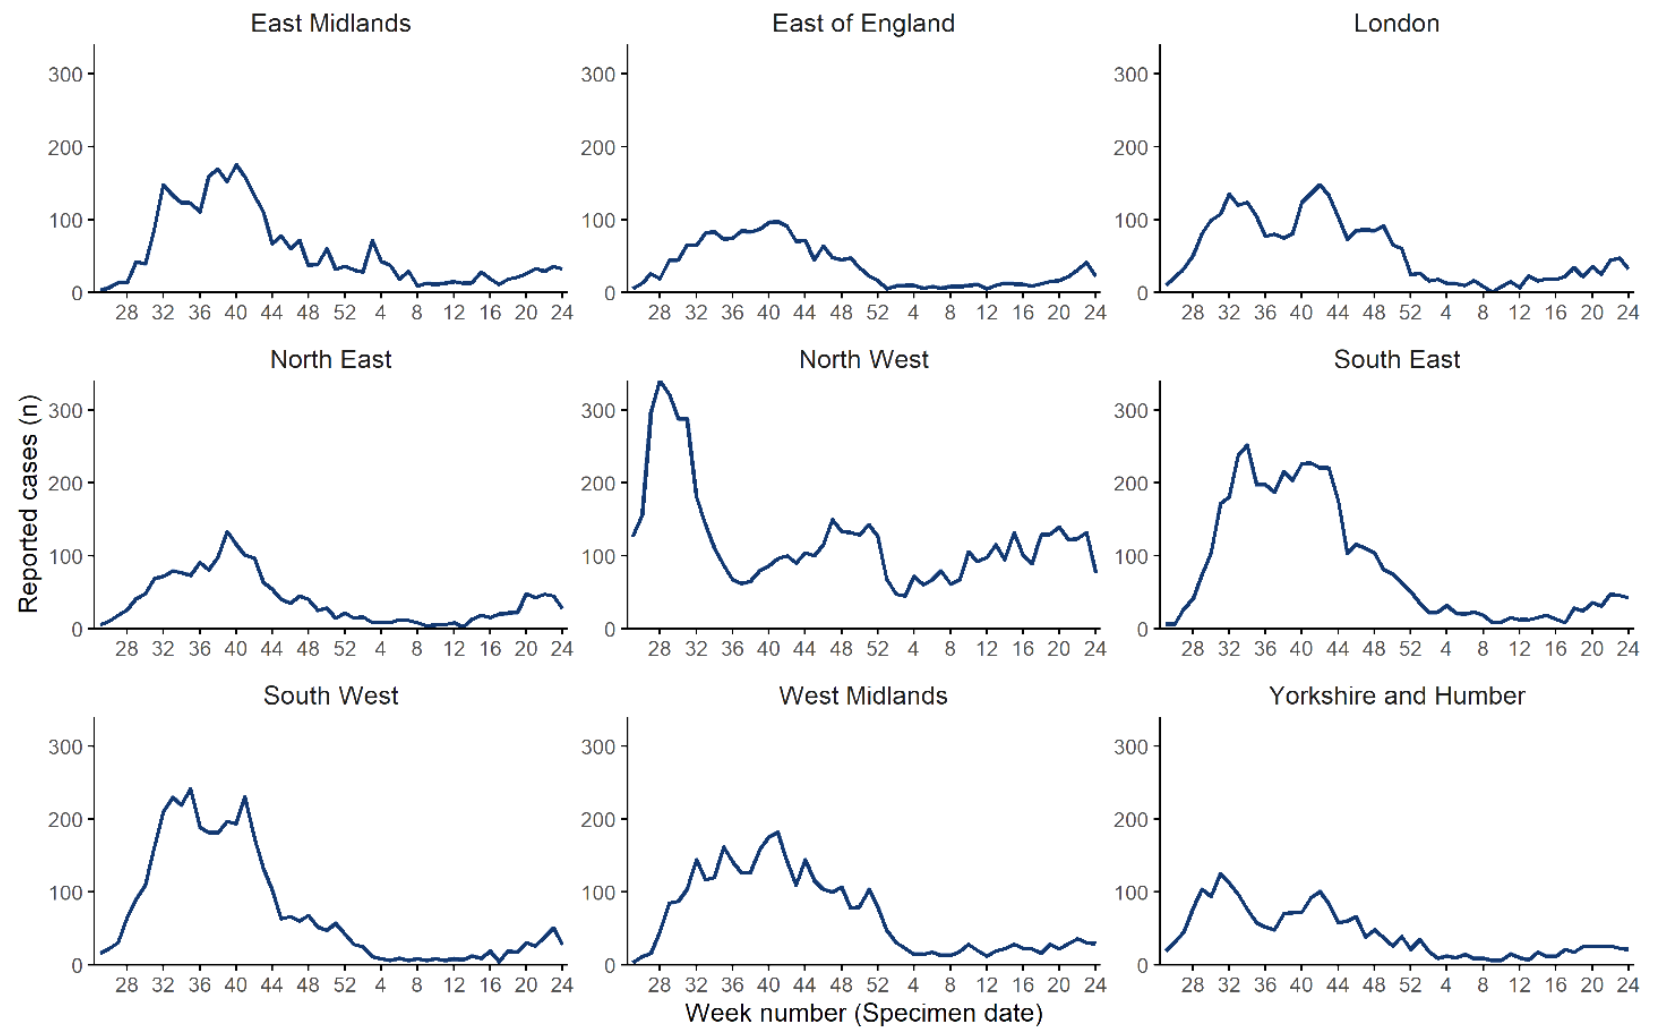 East Midlands East of England London
300 300 300
200 200 200
100 100 100
0 0 0
28 32 36 40 44 48 52 4 8 12 16 20 24 28 32 36 40 44 48 52 4 8 12 16 20 24 28 32 36 40 44 48 52 4 8 12 16 20 24
North East North West South East
Reported cases (n)
300 300 300
200 200 200
100 100 100
0 0 0
28 32 36 40 44 48 52 4 8 12 16 20 24 28 32 36 40 44 48 52 4 8 12 16 20 24 28 32 36 40 44 48 52 4 8 12 16 20 24
South West West Midlands Yorkshire and Humber
300 300 300
200 200 200
100 100 100
0 0 0
28 32 36 40 44 48 52 4 8 12 16 20 24 28 32 36 40 44 48 52 4 8 12 16 20 24 28 32 36 40 44 48 52 4 8 12 16 20 24
Week number (Specimen date)